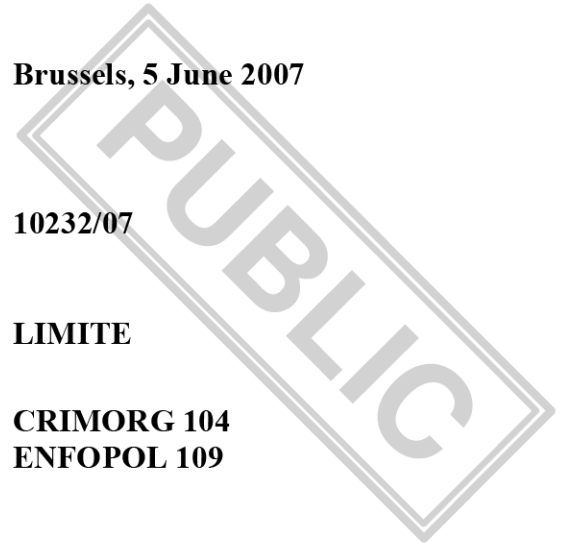 Brussels, 5 June 2007
10232/07
LIMITE
CRIMORG 104
ENFOPOL 109
PUBLIC